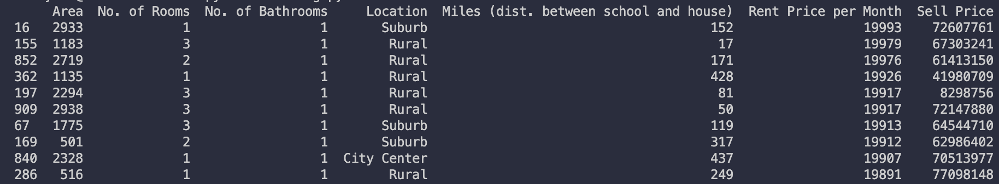 Area No. of Rooms No. of Bathrooms Location Miles (dist. between school and house) Rent Price per Month Sell Price
16 2933 1 1 Suburb 152 19993 72607761
155 1183 3 1 Rural 17 19979 67303241
852 2719 2 1 Rural 171 19976 61413150
362 1135 1 1 Rural 428 19926 41980709
197 2294 3 1 Rural 81 19917 8298756
909 2938 3 1 Rural 50 19917 72147880
67 1775 3 1 Suburb 119 19913 64544710
169 501 2 1 Suburb 317 19912 62986402
840 2328 1 1 City Center 437 19907 70513977
286 516 1 1 Rural 249 19891 77098148